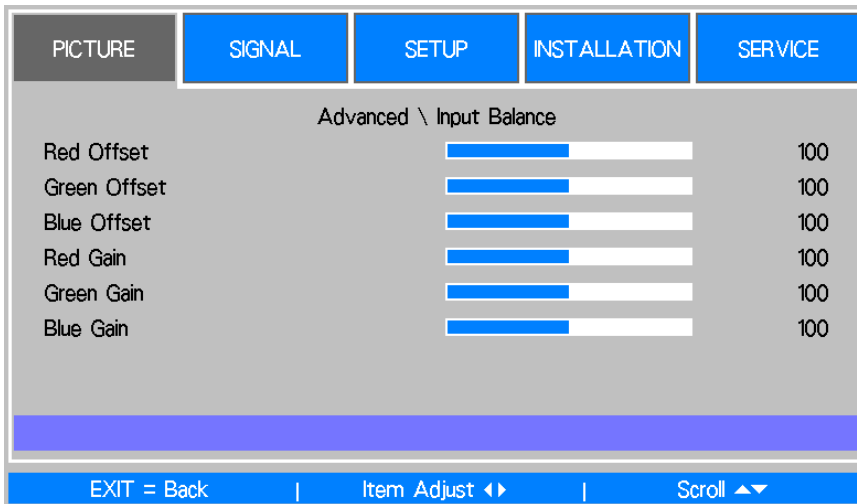 PICTURE SIGNAL SETUP INSTALLATION SERVICE
Advanced \ Input Balance
Red Offset 100
Green Offset 100
Blue Offset 100
Red Gain 100
Green Gain 100
Blue Gain 100
EXIT = Back | Item Adjust ◂▸ | Scroll ▲▼